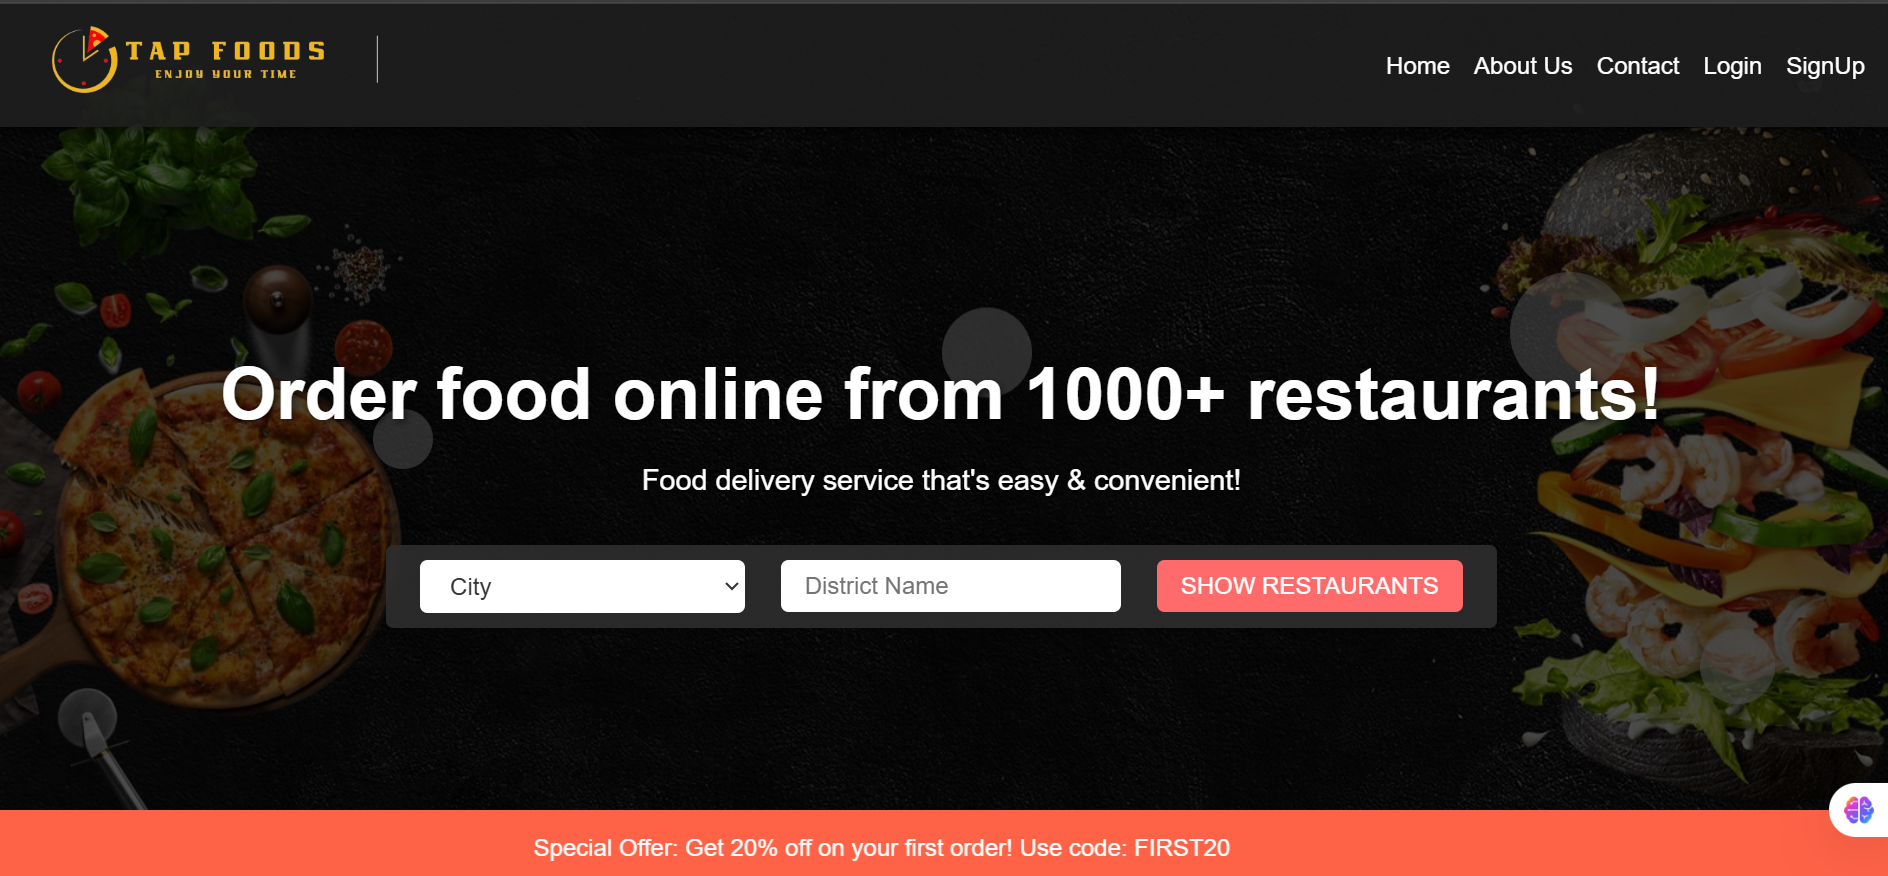 TAP FOODS
ENJOY YOUR TIME
Home About Us Contact Login SignUp
Order food online from 1000+ restaurants!
Food delivery service that's easy & convenient!
City District Name SHOW RESTAURANTS
Special Offer: Get 20% off on your first order! Use code: FIRST20